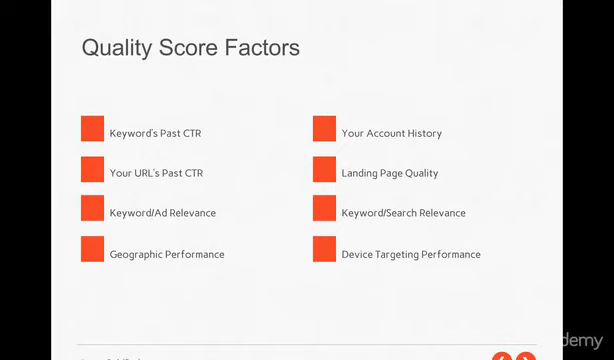 Quality Score Factors
Keyword's Past CTR
Your URL's Past CTR
Keyword/Ad Relevance
Geographic Performance
Your Account History
Landing Page Quality
Keyword/Search Relevance
Device Targeting Performance